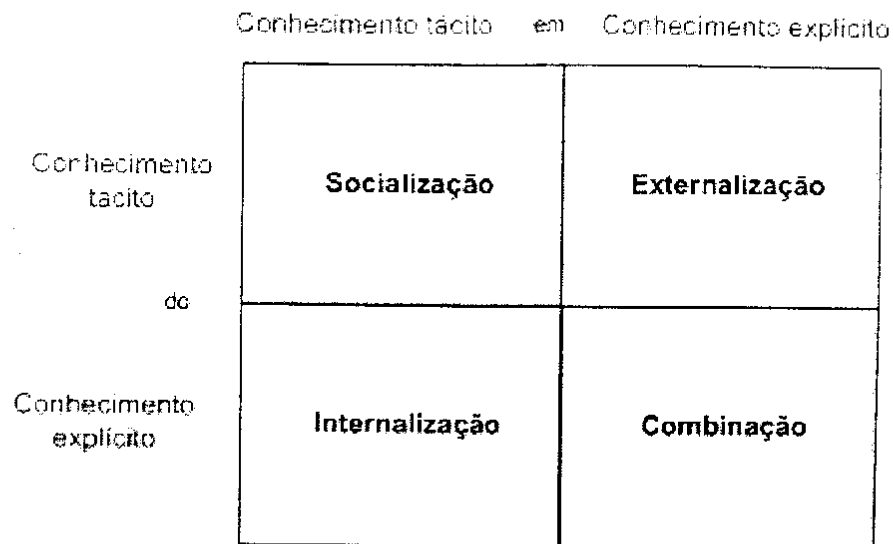 Conhecimento tácito em Conhecimento explícito
Conhecimento
tácito
Socialização Externalização
do
Conhecimento
explícito
Internalização Combinação